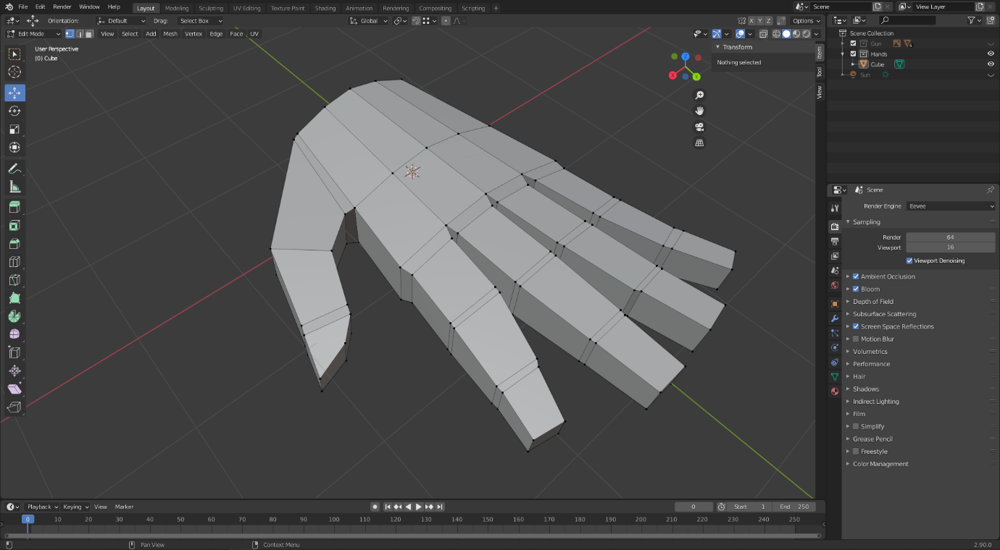 File Edit Render Window Help Layout Modeling Sculpting UV Editing Texture Paint Shading Animation Rendering Compositing Scripting + Scene View Layer
Orientation: Default Drag: Select Box Global X Y Z Options
Edit Mode View Select Add Mesh Vertex Edge Face UV
User Perspective
(0) Cube
Transform
Nothing selected
Item
Tool
View
Z
X
Y
Scene Collection
Gun 6
Hands
Cube
Sun
Scene
Render Engine Eevee
Sampling
Render 64
Viewport 16
Viewport Denoising
Ambient Occlusion
Bloom
Depth of Field
Subsurface Scattering
Screen Space Reflections
Motion Blur
Volumetrics
Performance
Hair
Shadows
Indirect Lighting
Film
Simplify
Grease Pencil
Freestyle
Color Management
Playback Keying View Marker 0 Start 1 End 250
0 10 20 30 40 50 60 70 80 90 100 110 120 130 140 150 160 170 180 190 200 210 220 230 240 250
Pan View Context Menu 2.90.0